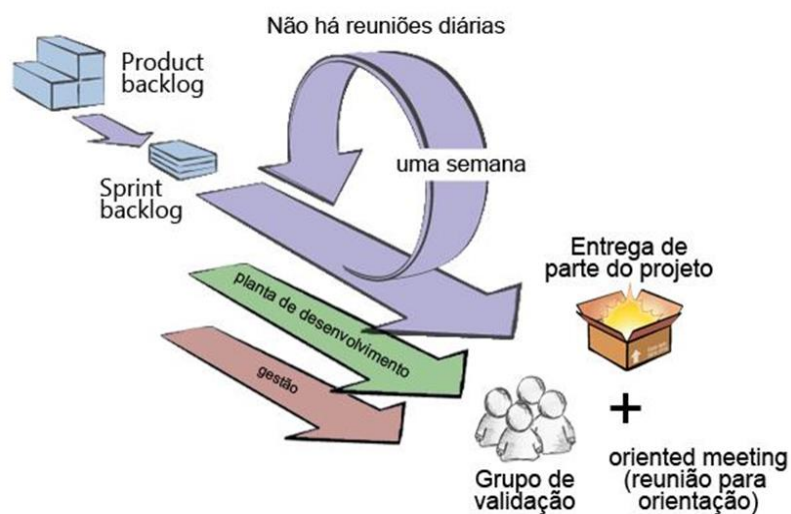 Não há reuniões diárias
Product
backlog
uma semana
Sprint
backlog
Entrega de
parte do projeto
planta de desenvolvimento
gestão
+
Grupo de
validação
oriented meeting
(reunião para
orientação)